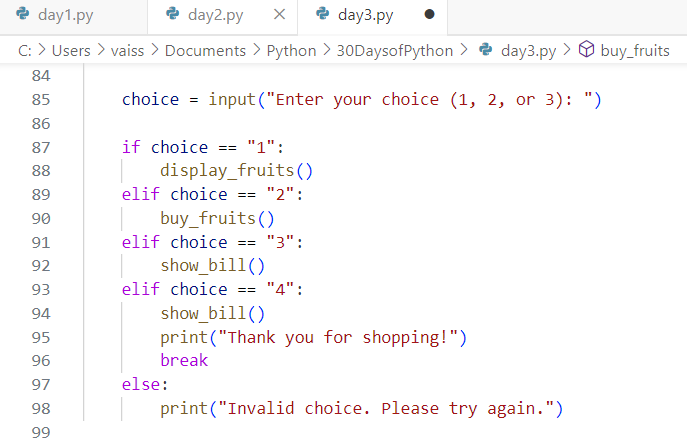 day1.py day2.py × day3.py ●
C: > Users > vaiss > Documents > Python > 30DaysofPython > day3.py > buy_fruits
84
85 choice = input("Enter your choice (1, 2, or 3): ")
86
87 if choice == "1":
88 display_fruits()
89 elif choice == "2":
90 buy_fruits()
91 elif choice == "3":
92 show_bill()
93 elif choice == "4":
94 show_bill()
95 print("Thank you for shopping!")
96 break
97 else:
98 print("Invalid choice. Please try again.")
99